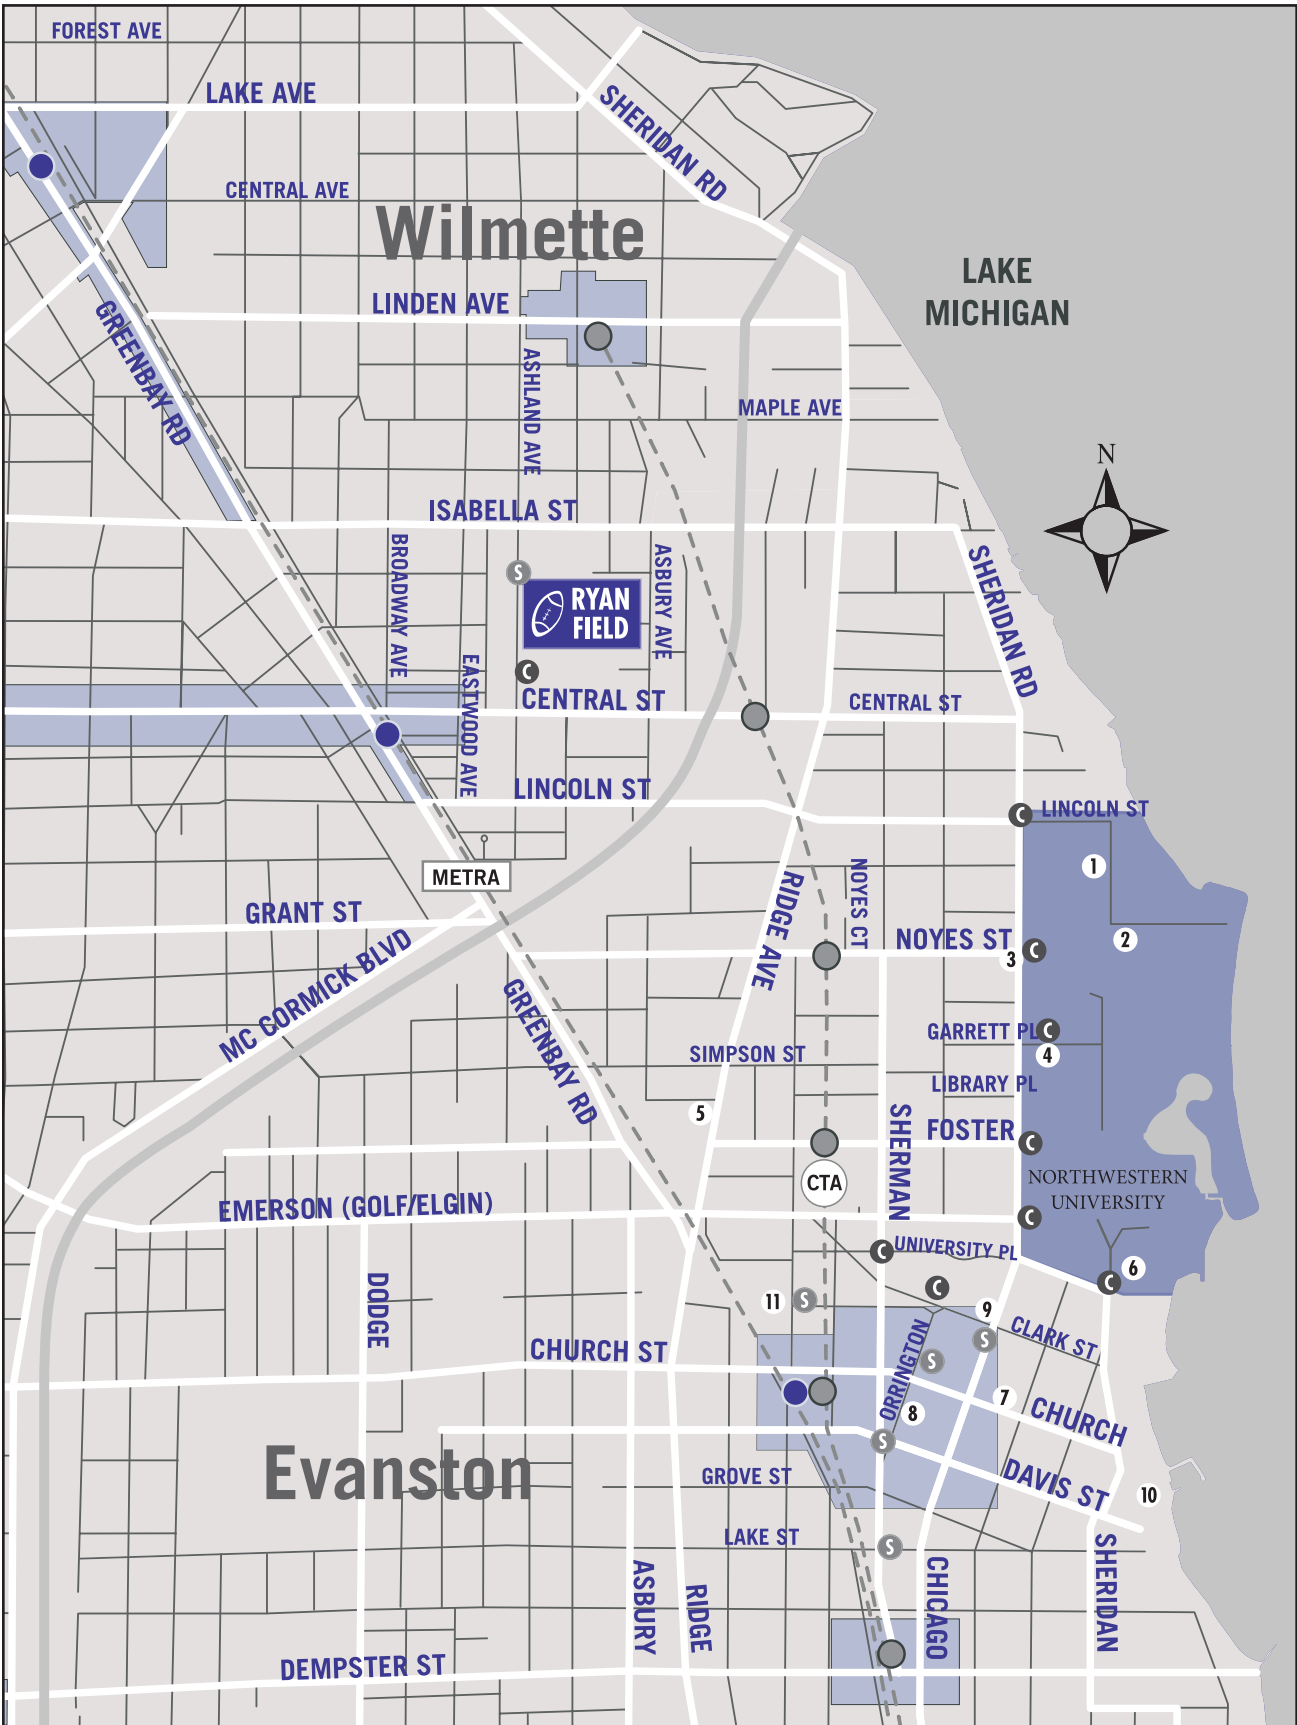 FOREST AVE
LAKE AVE
SHERIDAN RD
CENTRAL AVE
Wilmette
LAKE
MICHIGAN
LINDEN AVE
GREENBAY RD
ASHLAND AVE
MAPLE AVE
N
ISABELLA ST
BROADWAY AVE
S
RYAN
FIELD
ASBURY AVE
SHERIDAN RD
EASTWOOD AVE
C
CENTRAL ST
CENTRAL ST
LINCOLN ST
C
LINCOLN ST
METRA
1
GRANT ST
RIDGE AVE
NOYES CT
NOYES ST
C
2
3
MC CORMICK BLVD
GREENBAY RD
GARRETT PL
C
SIMPSON ST
4
LIBRARY PL
5
SHERMAN
FOSTER
C
CTA
NORTHWESTERN
UNIVERSITY
EMERSON (GOLF/ELGIN)
C
C
UNIVERSITY PL
6
C
C
11
S
9
DODGE
CLARK ST
S
CHURCH ST
S
ORRINGTON
7
8
CHURCH
S
Evanston
GROVE ST
DAVIS ST
10
LAKE ST
S
ASBURY
RIDGE
CHICAGO
SHERIDAN
DEMPSTER ST